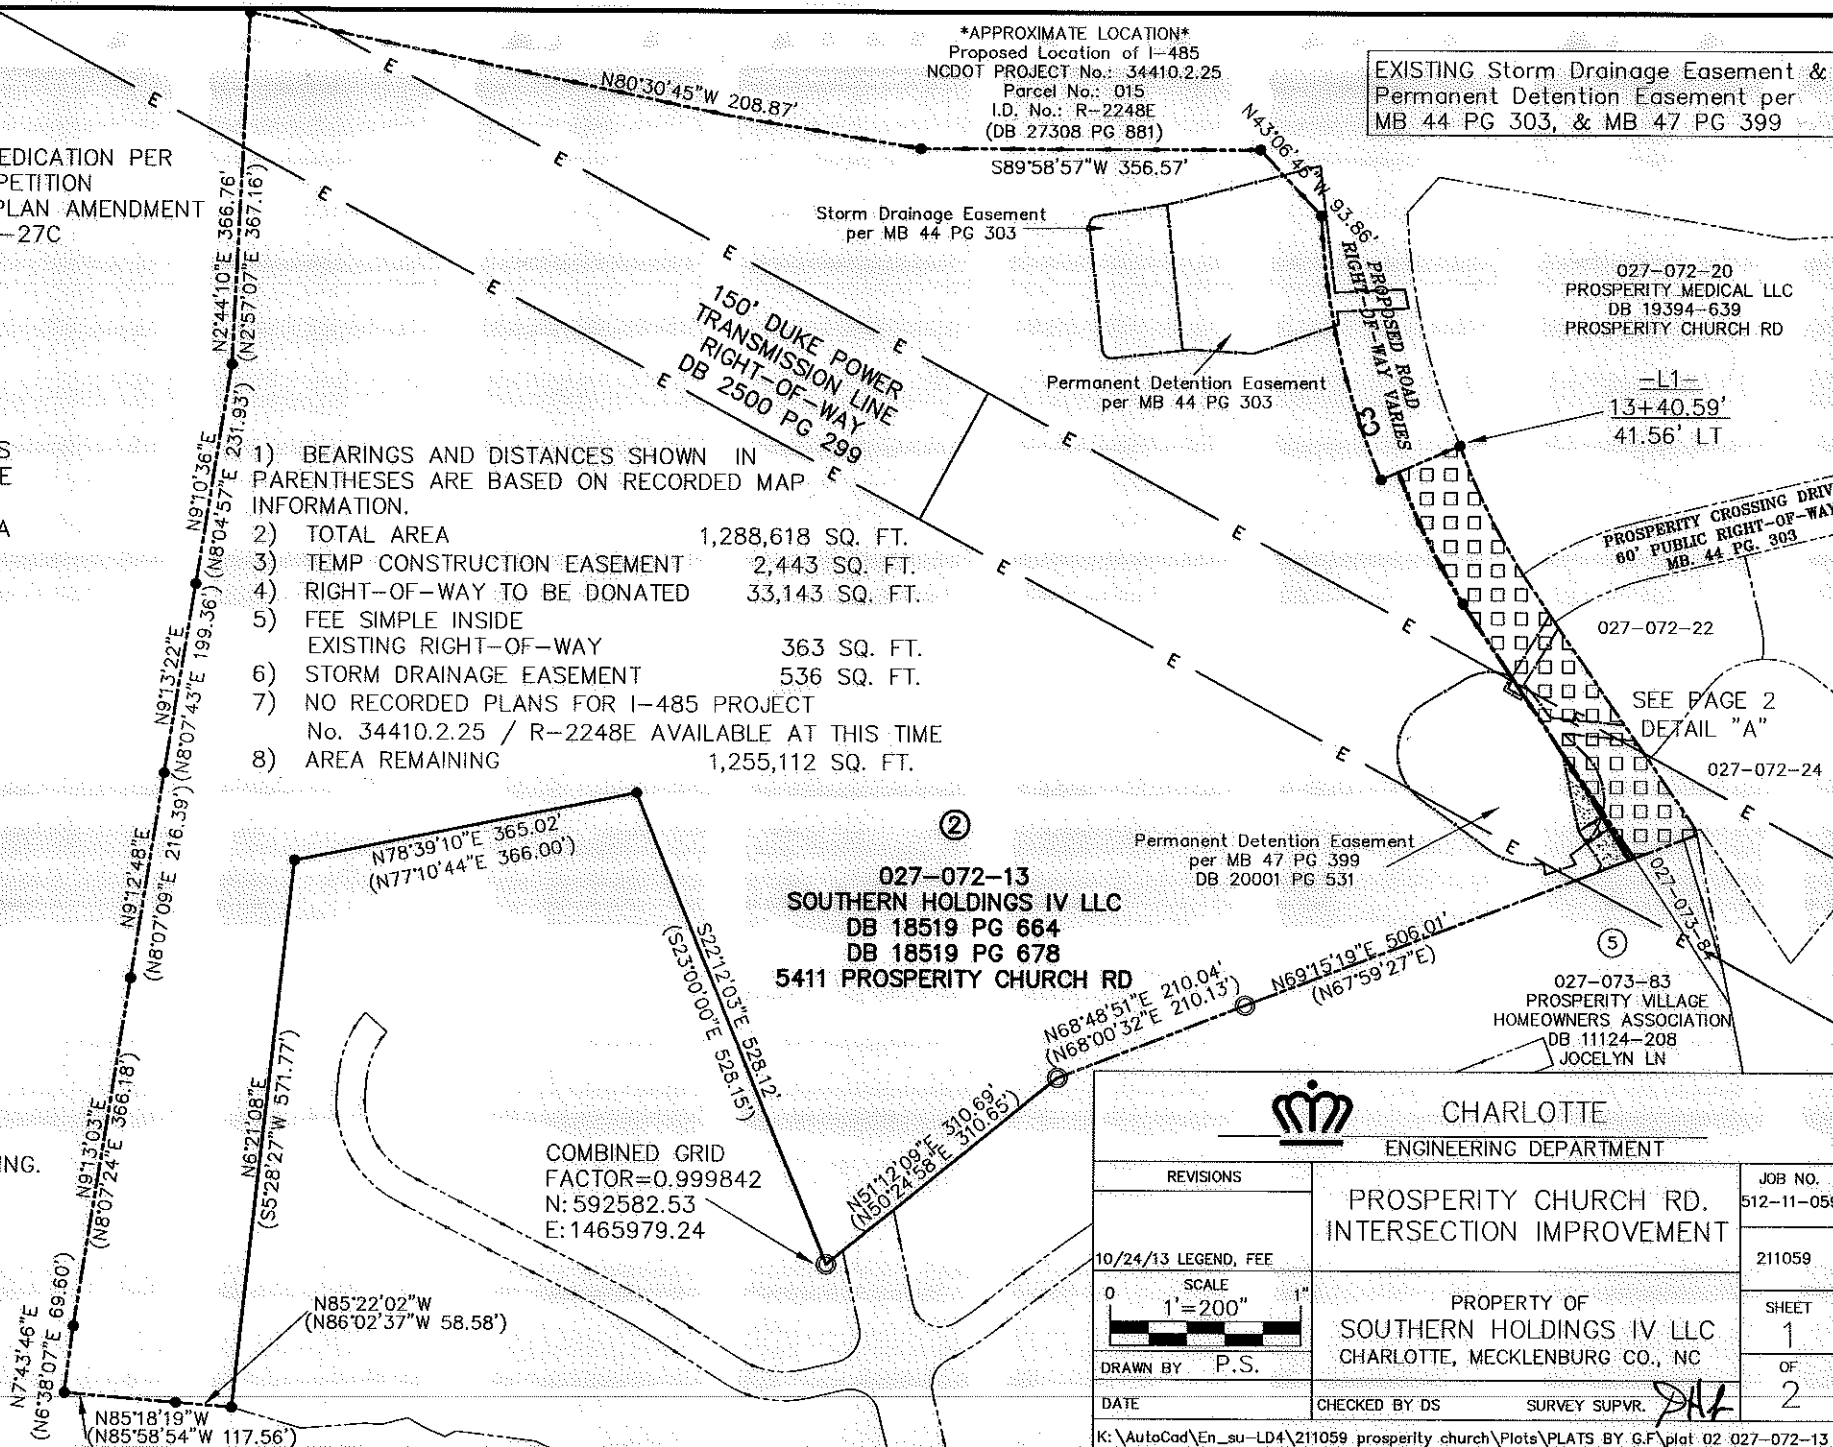 *APPROXIMATE LOCATION*
Proposed Location of I-485
NCDOT PROJECT No.: 34410.2.25
Parcel No.: 015
I.D. No.: R-2248E
(DB 27308 PG 881)
EXISTING Storm Drainage Easement &
Permanent Detention Easement per
MB 44 PG 303, & MB 47 PG 399
N80°30'45"W 208.87'
S89°58'57"W 356.57'
N43°06'45"W 93.86'
EDICATION PER
PETITION
PLAN AMENDMENT
-27C
N2°44'10"E 366.76'
(N2°57'07"E 367.16')
Storm Drainage Easement
per MB 44 PG 303
PROPOSED ROAD
RIGHT-OF-WAY VARIES
027-072-20
PROSPERITY MEDICAL LLC
DB 19394-639
PROSPERITY CHURCH RD
150' DUKE POWER
TRANSMISSION LINE
RIGHT-OF-WAY
DB 2500 PG 299
Permanent Detention Easement
per MB 44 PG 303
C3
-L1-
13+40.59'
41.56' LT
S
E
A
N9°10'36"E
(N8°04'57"E 231.93')
1) BEARINGS AND DISTANCES SHOWN IN
PARENTHESES ARE BASED ON RECORDED MAP
INFORMATION.
2) TOTAL AREA 1,288,618 SQ. FT.
3) TEMP CONSTRUCTION EASEMENT 2,443 SQ. FT.
4) RIGHT-OF-WAY TO BE DONATED 33,143 SQ. FT.
5) FEE SIMPLE INSIDE
EXISTING RIGHT-OF-WAY 363 SQ. FT.
6) STORM DRAINAGE EASEMENT 536 SQ. FT.
7) NO RECORDED PLANS FOR I-485 PROJECT
No. 34410.2.25 / R-2248E AVAILABLE AT THIS TIME
8) AREA REMAINING 1,255,112 SQ. FT.
PROSPERITY CROSSING DRIV
60' PUBLIC RIGHT-OF-WAY
MB. 44 PG. 303
027-072-22
SEE PAGE 2
DETAIL "A"
027-072-24
N9°13'22"E
(N8°07'43"E 199.36')
N9°12'48"E
(N8°07'09"E 216.39')
N78°39'10"E 365.02'
(N77°10'44"E 366.00')
2
027-072-13
SOUTHERN HOLDINGS IV LLC
DB 18519 PG 664
DB 18519 PG 678
5411 PROSPERITY CHURCH RD
Permanent Detention Easement
per MB 47 PG 399
DB 20001 PG 531
027-073-84
S22°12'03"E 528.12'
(S23°00'00"E 528.15')
N69°15'19"E 506.01'
(N67°59'27"E)
5
027-073-83
PROSPERITY VILLAGE
HOMEOWNERS ASSOCIATION
DB 11124-208
JOCELYN LN
N68°48'51"E 210.04'
(N68°00'32"E 210.13')
N9°13'03"E
(N8°07'24"E 366.18')
N6°21'08"E
(S5°28'27"W 571.77')
N51°12'09"E 310.69'
(N50°24'58"E 310.65')
ING.
COMBINED GRID
FACTOR=0.999842
N: 592582.53
E: 1465979.24
N7°43'46"E
(N6°38'07"E 69.60')
N85°22'02"W
(N86°02'37"W 58.58')
N85°18'19"W
(N85°58'54"W 117.56')
CHARLOTTE
ENGINEERING DEPARTMENT
REVISIONS
10/24/13 LEGEND, FEE
PROSPERITY CHURCH RD.
INTERSECTION IMPROVEMENT
JOB NO.
512-11-059
211059
SCALE
0 1"
1'=200"
PROPERTY OF
SOUTHERN HOLDINGS IV LLC
CHARLOTTE, MECKLENBURG CO., NC
SHEET
1
OF
2
DRAWN BY P.S.
DATE
CHECKED BY DS SURVEY SUPVR.
K:\AutoCad\En_su-LD4\211059 prosperity church\Plots\PLATS BY G.F\plat 02 027-072-13
E E E E E E E E E E E E E E E E E E E